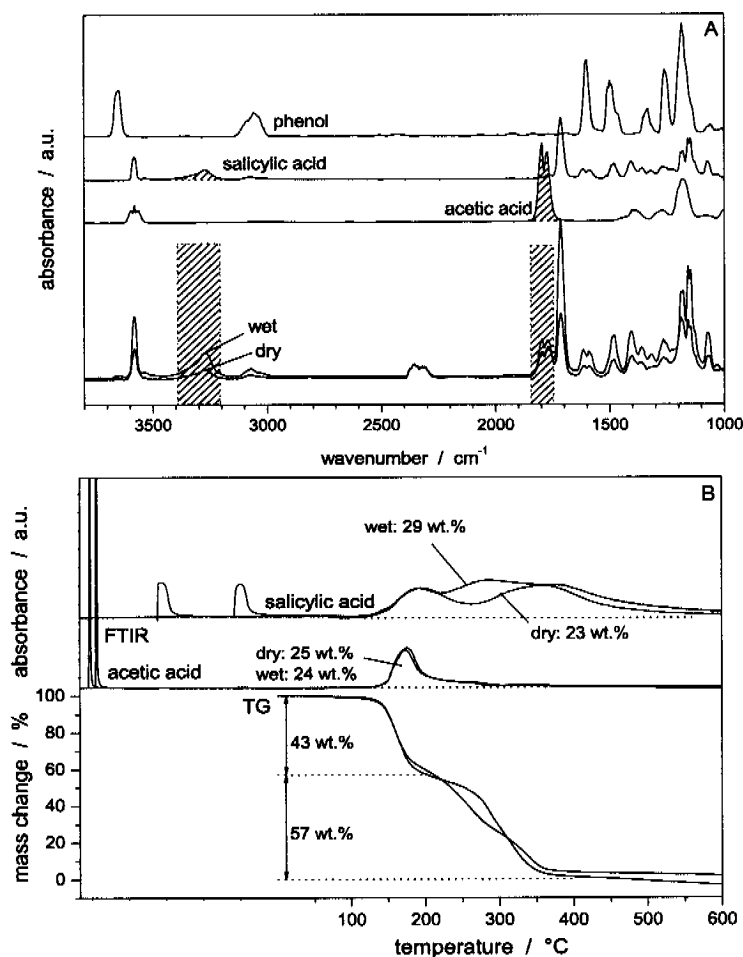 A
absorbance / a.u.
phenol
salicylic acid
acetic acid
wet
dry
3500 3000 2500 2000 1500 1000
wavenumber / cm⁻¹
B
absorbance / a.u.
wet: 29 wt.%
salicylic acid
dry: 23 wt.%
FTIR
acetic acid
dry: 25 wt.%
wet: 24 wt.%
mass change / %
TG
100
80
60
40
20
0
43 wt.%
57 wt.%
100 200 300 400 500 600
temperature / °C